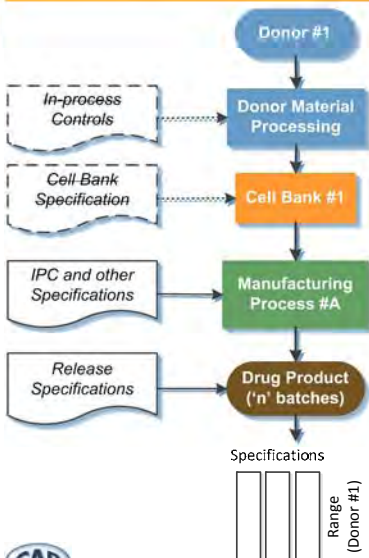 Donor #1
In-process
Controls
Donor Material
Processing
Cell Bank
Specification
Cell Bank #1
IPC and other
Specifications
Manufacturing
Process #A
Release
Specifications
Drug Product
('n' batches)
Specifications
Range
(Donor #1)